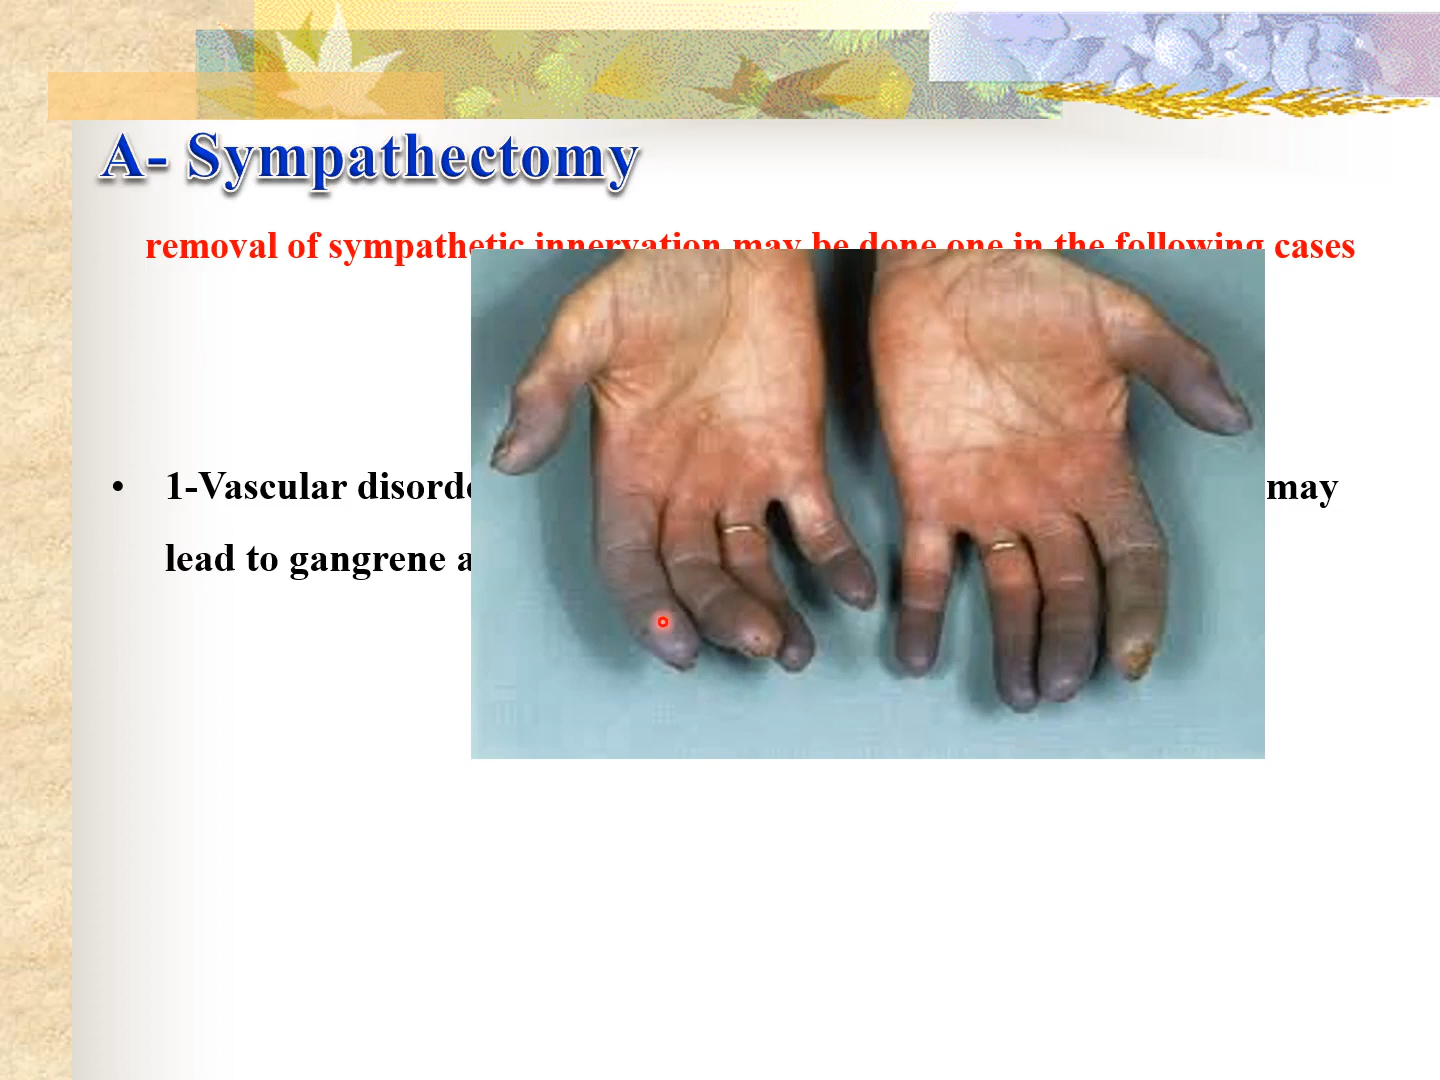 A- Sympathectomy
removal of sympathetic innervation may be done one in the following cases
• 1-Vascular may
lead to gangrene